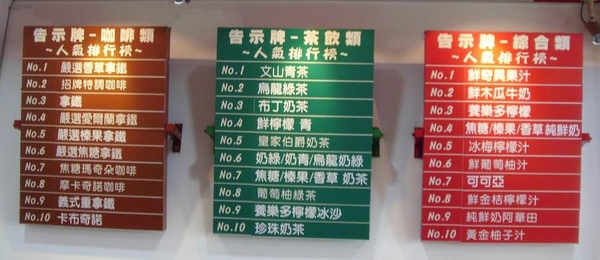 告示牌-咖啡類
~人氣排行榜~
No.1 嚴選香草拿鐵
No.2 招牌特調咖啡
No.3 拿鐵
No.4 嚴選愛爾蘭拿鐵
No.5 嚴選榛果拿鐵
No.6 嚴選焦糖拿鐵
No.7 焦糖瑪奇朵咖啡
No.8 摩卡奇諾咖啡
No.9 義式重拿鐵
No.10 卡布奇諾
告示牌-茶飲類
~人氣排行榜~
No.1 文山青茶
No.2 烏龍綠茶
No.3 布丁奶茶
No.4 鮮檸檬 青
No.5 皇家伯爵奶茶
No.6 奶綠/奶青/烏龍奶綠
No.7 焦糖/榛果/香草 奶茶
No.8 葡萄柚綠茶
No.9 養樂多檸檬冰沙
No.10 珍珠奶茶
告示牌-綜合類
~人氣排行榜~
No.1 鮮奇異果汁
No.2 鮮木瓜牛奶
No.3 養樂多檸檬
No.4 焦糖/榛果/香草 純鮮奶
No.5 冰梅檸檬汁
No.6 鮮葡萄柚汁
No.7 可可亞
No.8 鮮金桔檸檬汁
No.9 純鮮奶阿華田
No.10 黃金柚子汁